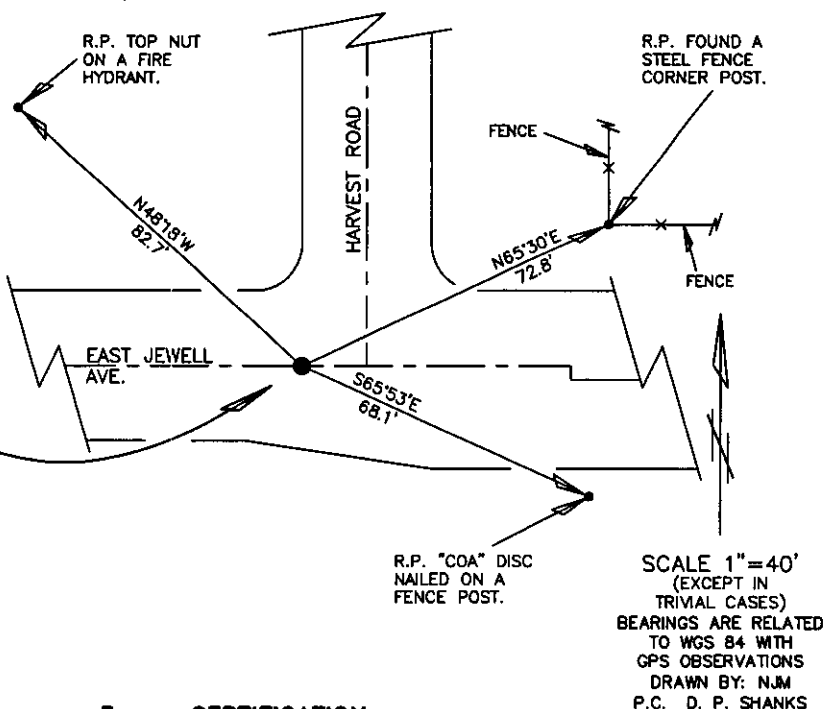 R.P. TOP NUT
ON A FIRE
HYDRANT.
R.P. FOUND A
STEEL FENCE
CORNER POST.
FENCE
HARVEST ROAD
N48°18'W
82.7'
N65°30'E
72.8'
FENCE
EAST JEWELL
AVE.
S65°53'E
68.1'
R.P. "COA" DISC
NAILED ON A
FENCE POST.
SCALE 1"=40'
(EXCEPT IN
TRIVIAL CASES)
BEARINGS ARE RELATED
TO WGS 84 WITH
GPS OBSERVATIONS
DRAWN BY: NJM
P.C. D. P. SHANKS